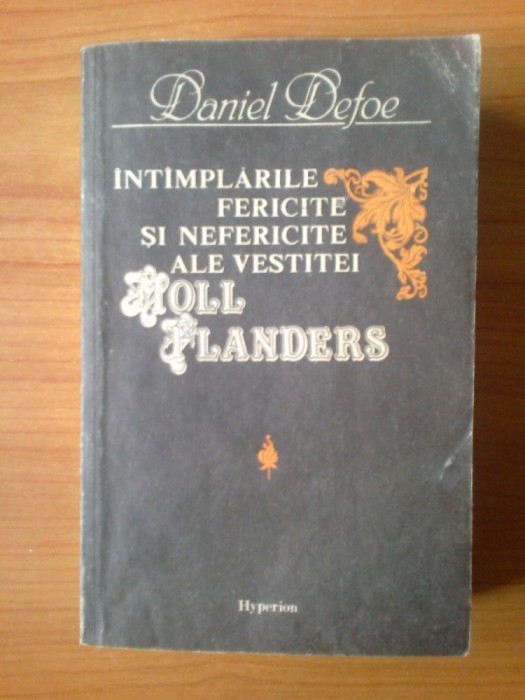 Daniel Defoe
ÎNTÎMPLĂRILE
FERICITE
ȘI NEFERICITE
ALE VESTITEI
MOLL
FLANDERS
Hyperion